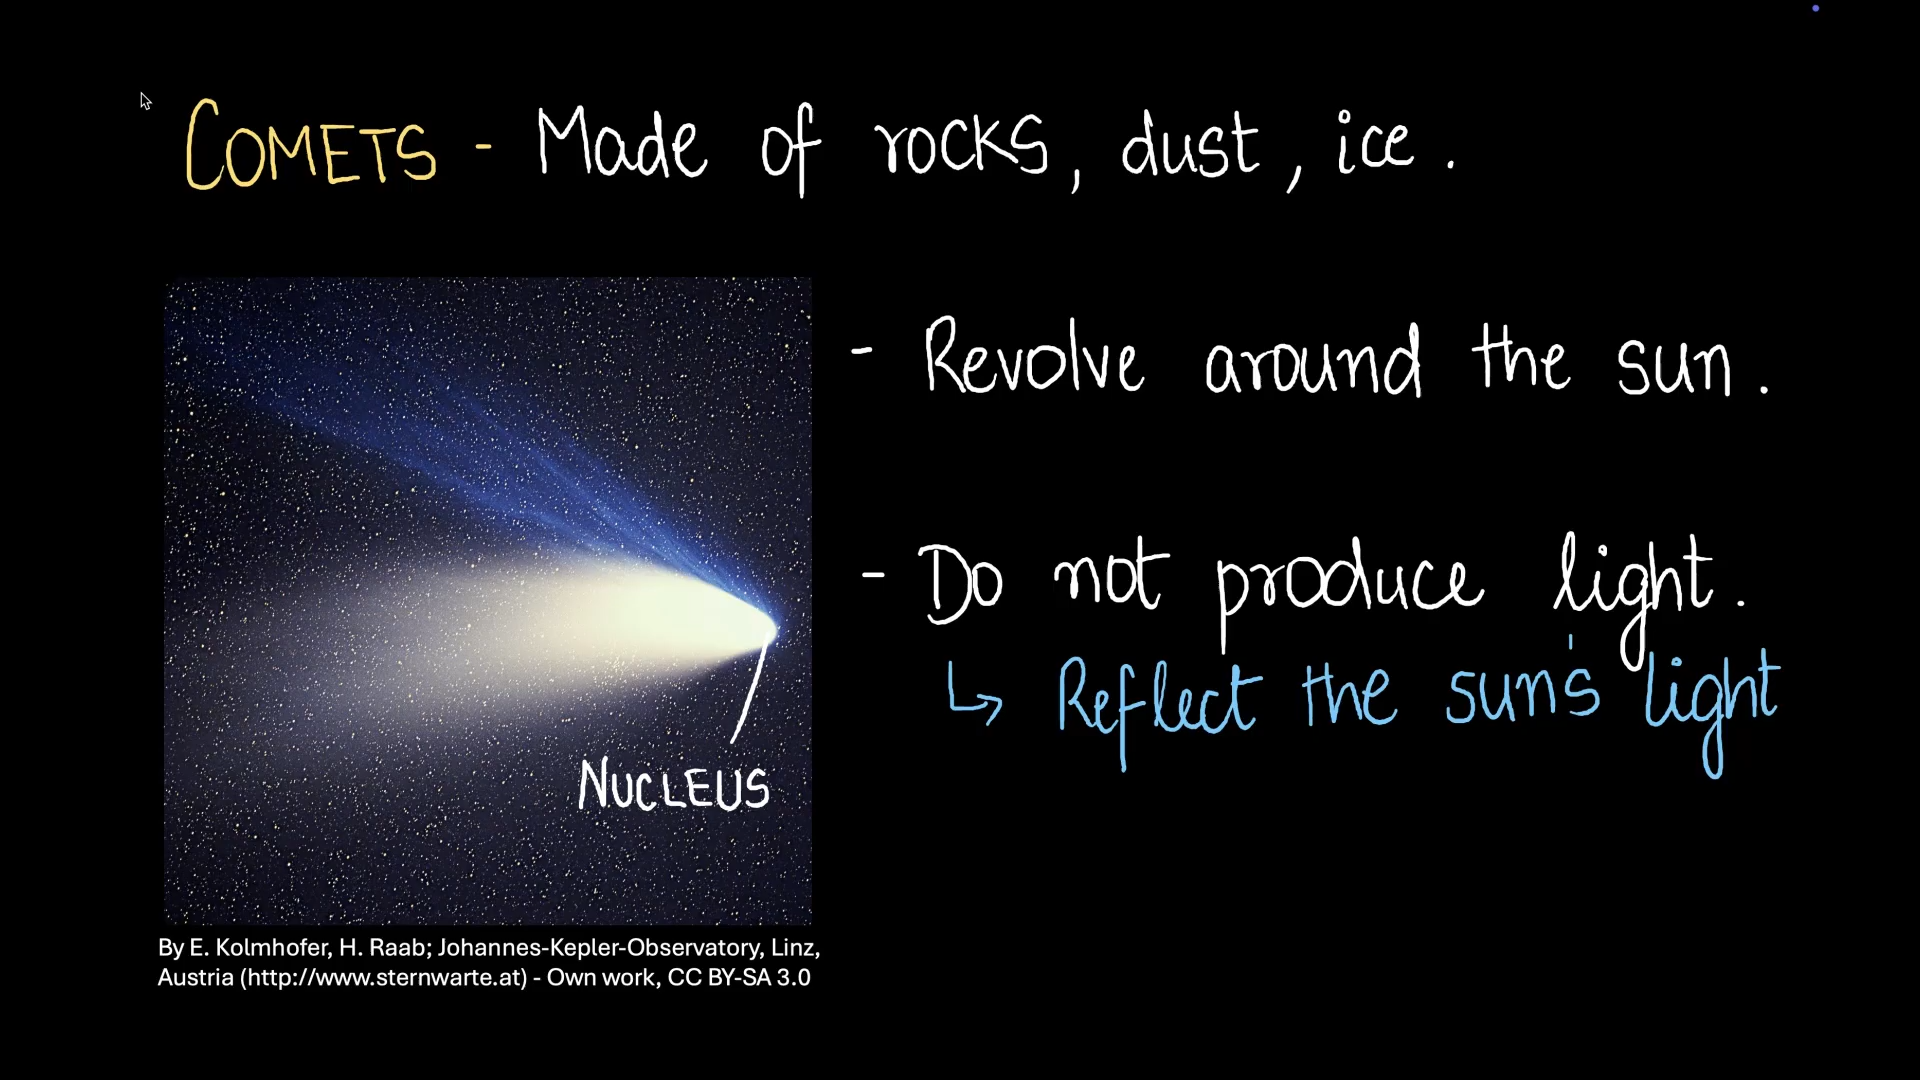 COMETS - Made of rocks, dust, ice.
- Revolve around the sun.
- Do not produce light.
↳ Reflect the sun's light
NUCLEUS
By E. Kolmhofer, H. Raab; Johannes-Kepler-Observatory, Linz,
Austria (http://www.sternwarte.at) - Own work, CC BY-SA 3.0